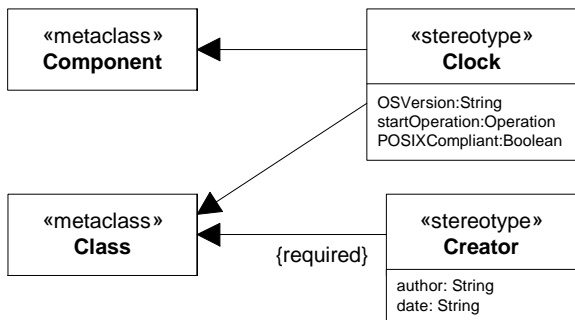 «metaclass»
Component
«stereotype»
Clock
OSVersion:String
startOperation:Operation
POSIXCompliant:Boolean
«metaclass»
Class
{required}
«stereotype»
Creator
author: String
date: String